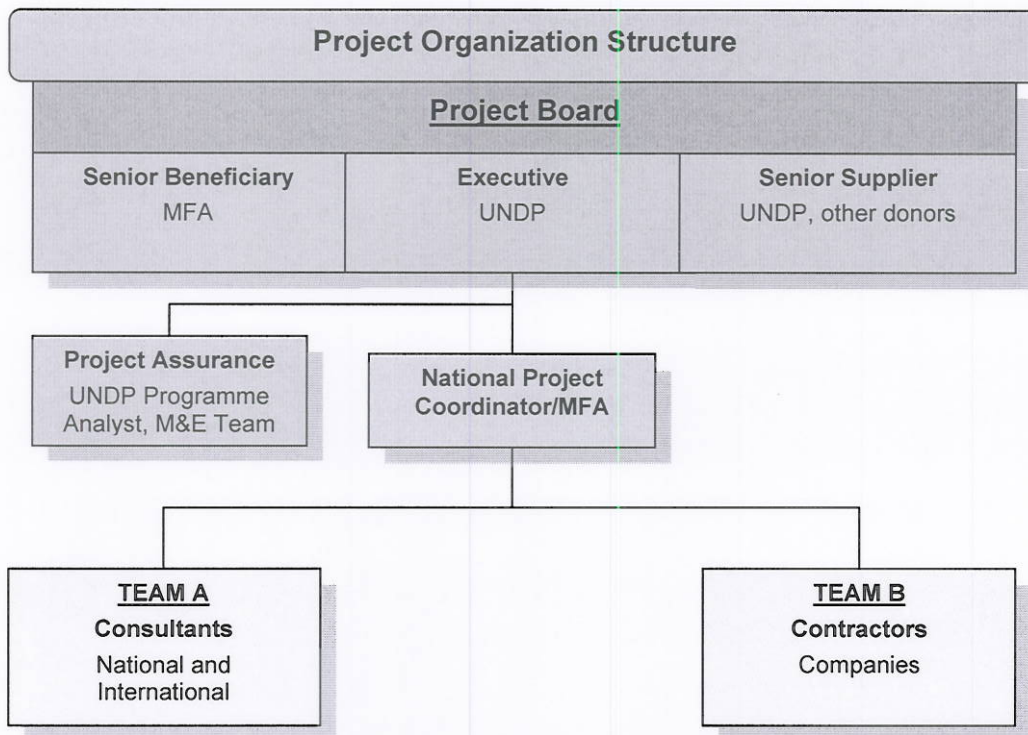 Project Organization Structure
Project Board
Senior Beneficiary
MFA
Executive
UNDP
Senior Supplier
UNDP, other donors
Project Assurance
UNDP Programme
Analyst, M&E Team
National Project
Coordinator/MFA
TEAM A
Consultants
National and
International
TEAM B
Contractors
Companies